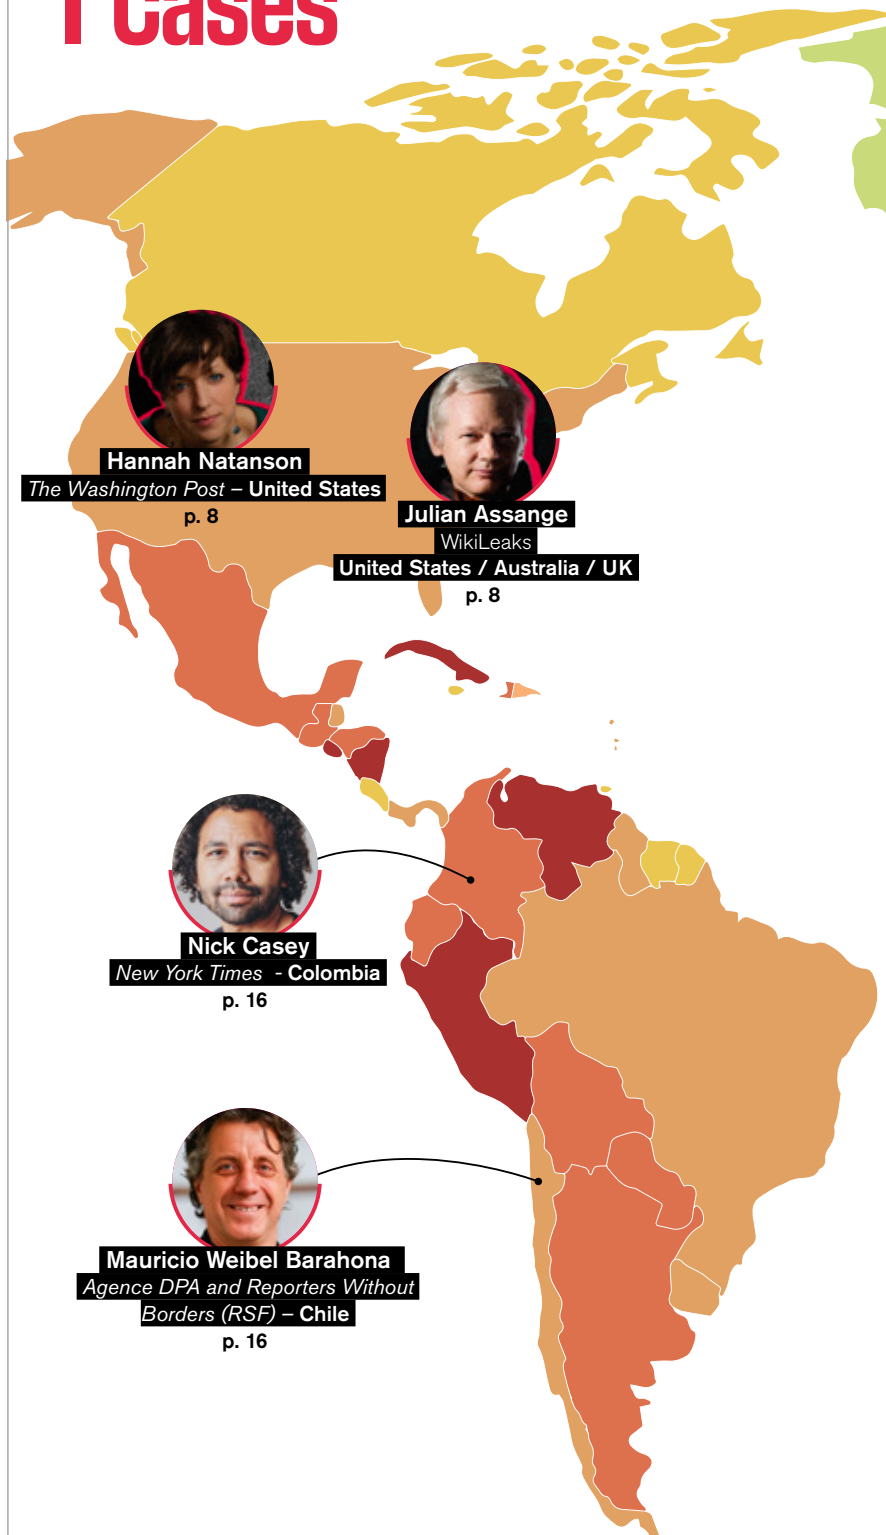 Cases
Hannah Natanson
The Washington Post – United States
p. 8
Julian Assange
WikiLeaks
United States / Australia / UK
p. 8
Nick Casey
New York Times - Colombia
p. 16
Mauricio Weibel Barahona
Agence DPA and Reporters Without
Borders (RSF) – Chile
p. 16